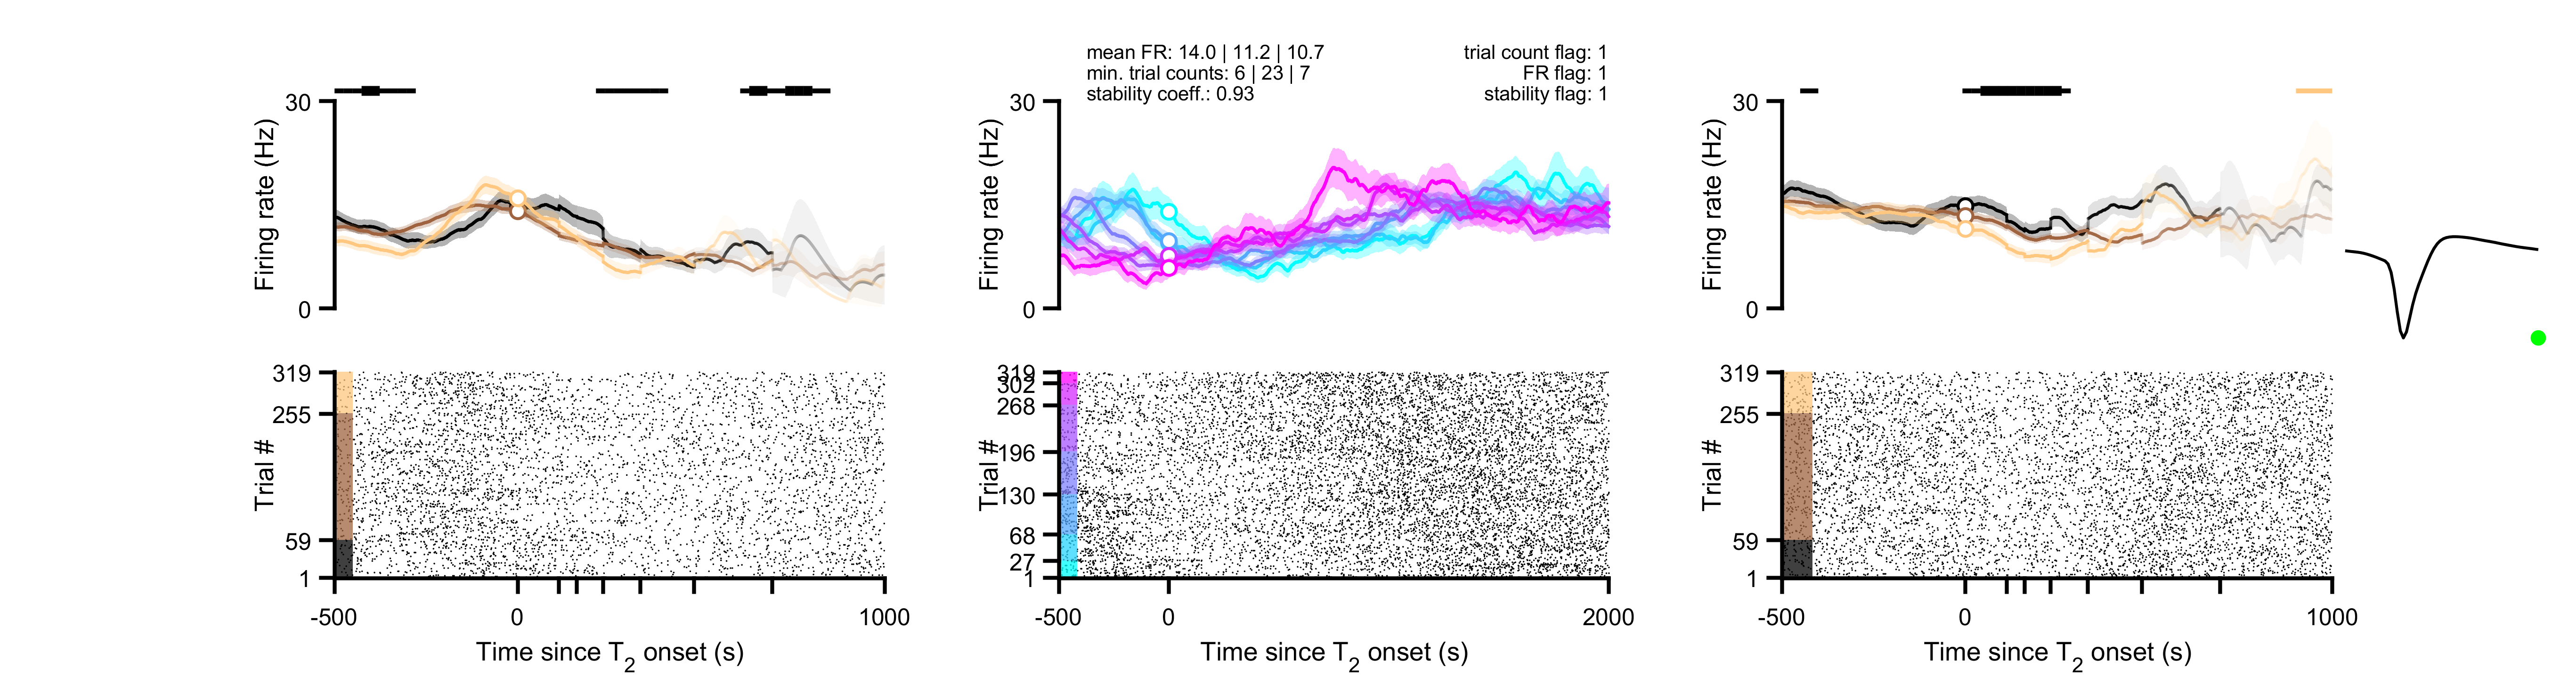 mean FR: 14.0 | 11.2 | 10.7
min. trial counts: 6 | 23 | 7
stability coeff.: 0.93
trial count flag: 1
FR flag: 1
stability flag: 1
30
0
Firing rate (Hz)
319
255
59
1
Trial #
-500
0
1000
Time since T2 onset (s)
30
0
Firing rate (Hz)
319
302
268
196
130
68
27
1
Trial #
-500
0
2000
Time since T2 onset (s)
30
0
Firing rate (Hz)
319
255
59
1
Trial #
-500
0
1000
Time since T2 onset (s)